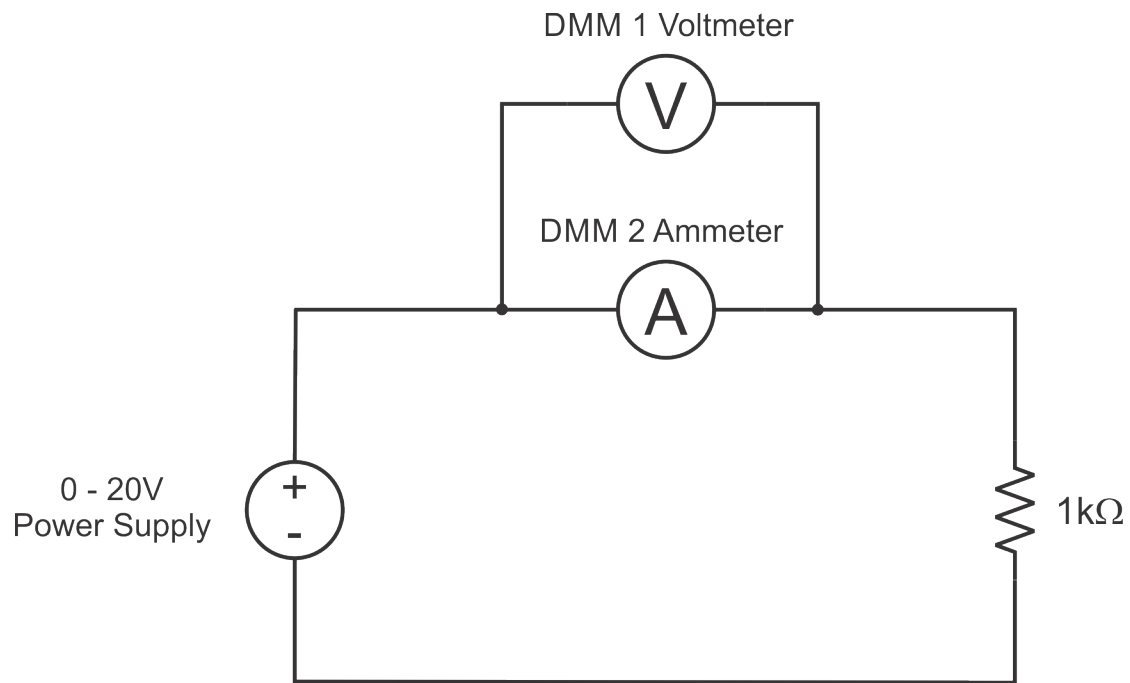 DMM 1 Voltmeter
V
DMM 2 Ammeter
A
+
-
0 - 20V
Power Supply
1kΩ